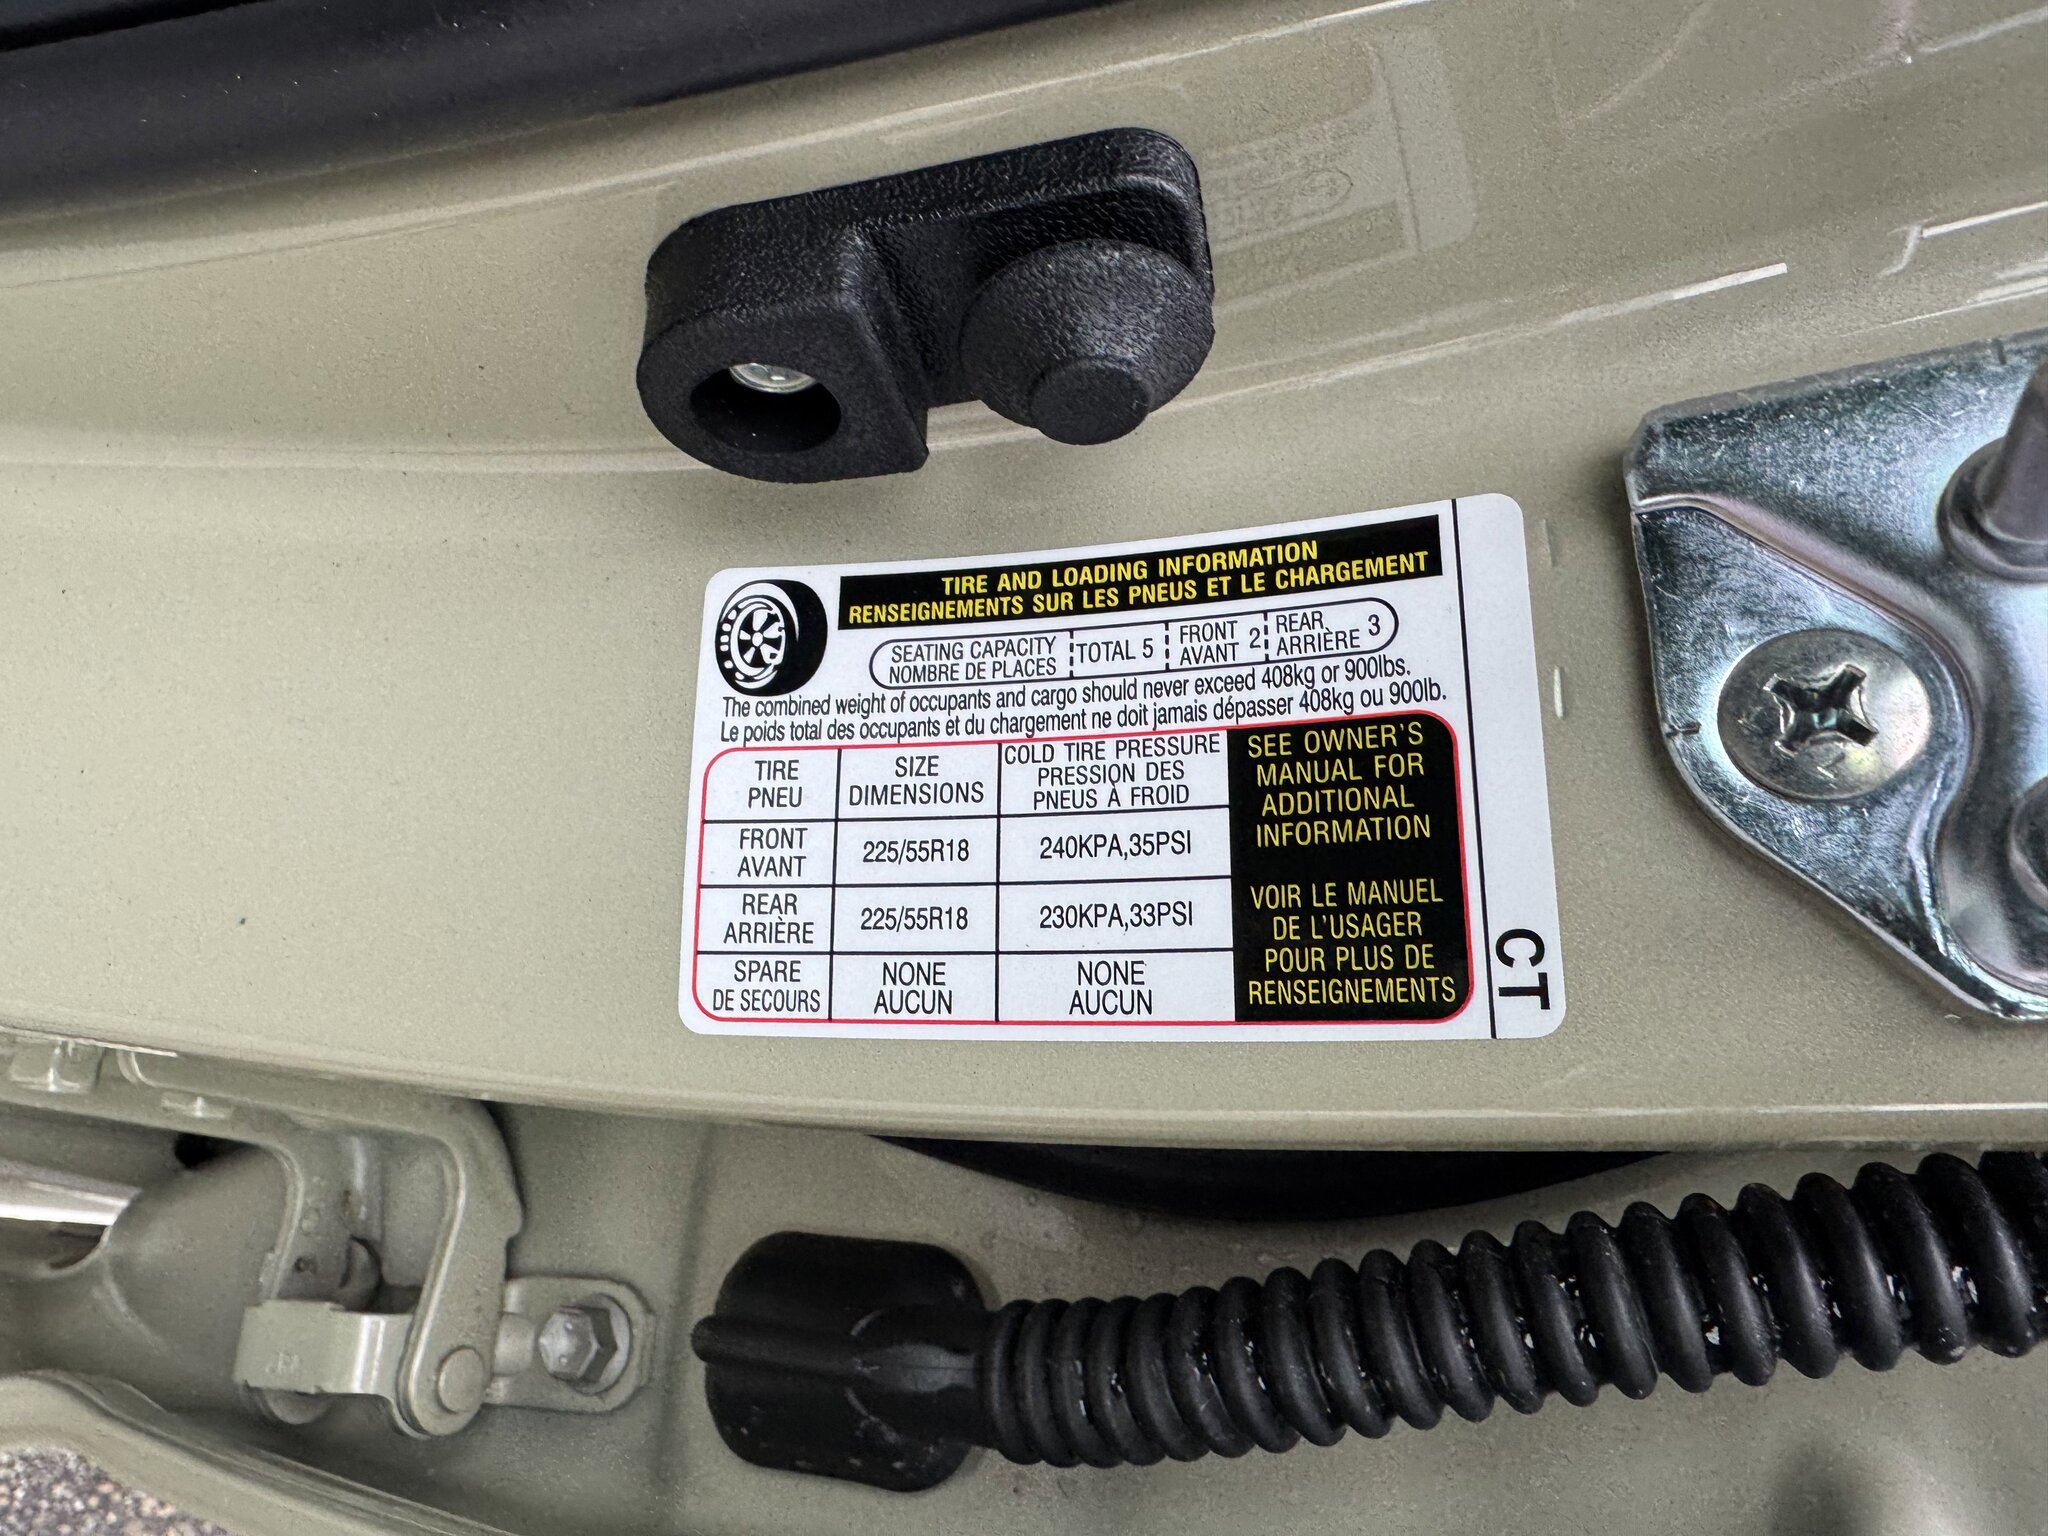 TIRE AND LOADING INFORMATION
RENSEIGNEMENTS SUR LES PNEUS ET LE CHARGEMENT
SEATING CAPACITY
NOMBRE DE PLACES
TOTAL 5
FRONT
AVANT
2
REAR
ARRIÈRE
3
The combined weight of occupants and cargo should never exceed 408kg or 900lbs.
Le poids total des occupants et du chargement ne doit jamais dépasser 408kg ou 900lb.
TIRE
PNEU
SIZE
DIMENSIONS
COLD TIRE PRESSURE
PRESSION DES
PNEUS À FROID
FRONT
AVANT
225/55R18
240KPA,35PSI
REAR
ARRIÈRE
225/55R18
230KPA,33PSI
SPARE
DE SECOURS
NONE
AUCUN
NONE
AUCUN
SEE OWNER'S
MANUAL FOR
ADDITIONAL
INFORMATION
VOIR LE MANUEL
DE L'USAGER
POUR PLUS DE
RENSEIGNEMENTS
CT